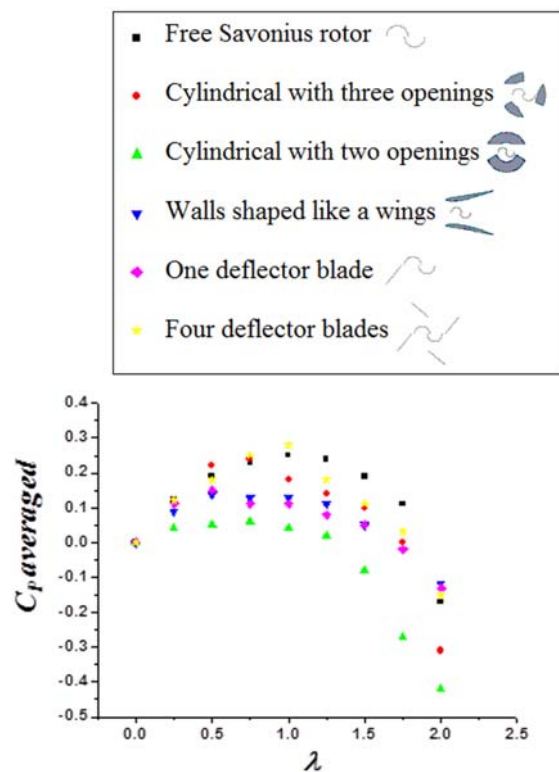 Free Savonius rotor
Cylindrical with three openings
Cylindrical with two openings
Walls shaped like a wings
One deflector blade
Four deflector blades
0.4
0.3
0.2
0.1
0.0
-0.1
-0.2
-0.3
-0.4
-0.5
Cp averaged
0.0 0.5 1.0 1.5 2.0 2.5
λ